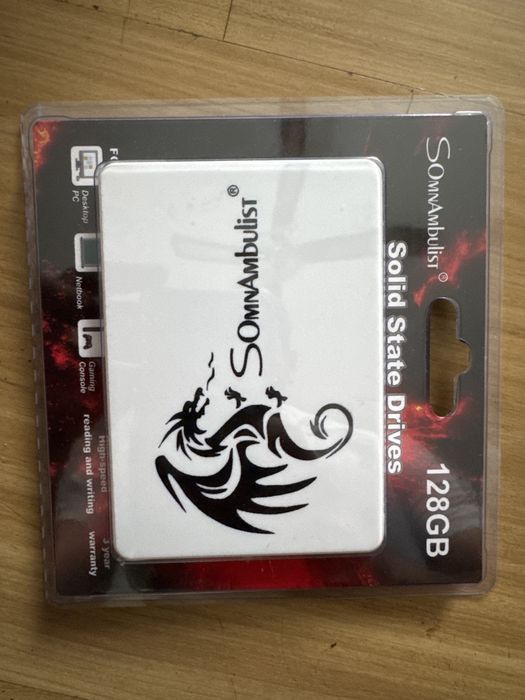 SOMNAMBULIST®
Solid State Drives
128GB
SOMNAMBULIST®
Desktop
PC
Netbook
Gaming
Console
High-speed
reading and writing
3 year
warranty